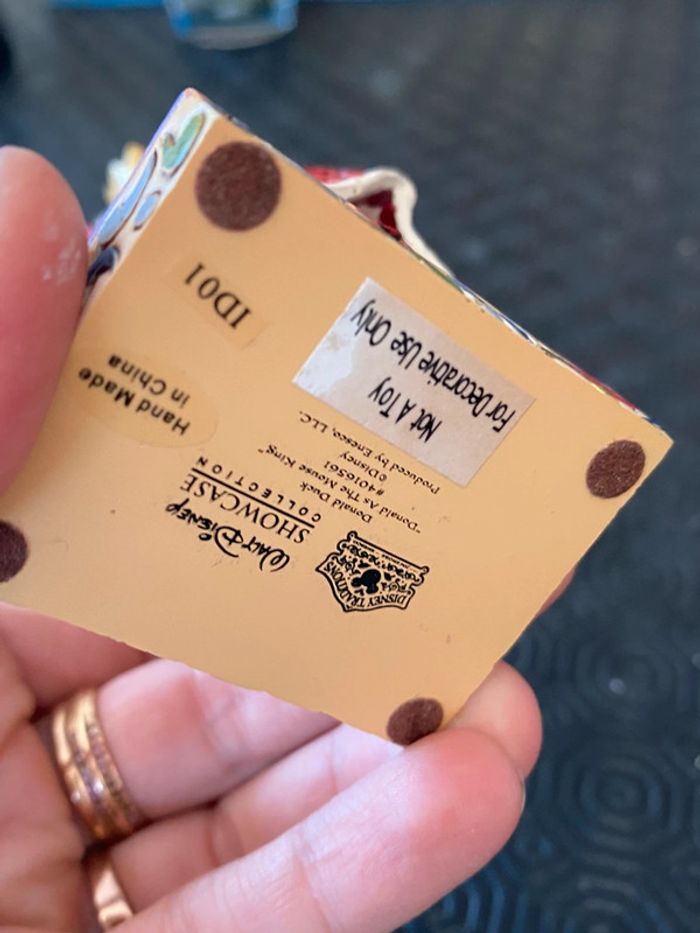 DISNEY TRADITIONS
WALT DISNEY
SHOWCASE
COLLECTION
Donald Duck
"Donald As The Mouse King"
#4016561
©Disney
Produced by Enesco, LLC.
Not A Toy
For Decorative Use Only
Hand Made
in China
ID01